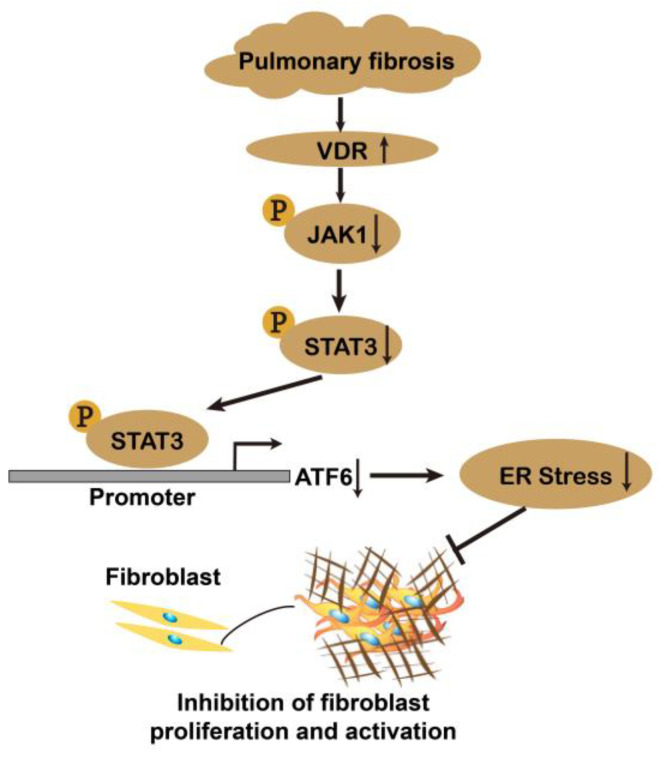 Pulmonary fibrosis
VDR
P
JAK1
P
STAT3
P
STAT3
Promoter
ATF6
ER Stress
Fibroblast
Inhibition of fibroblast
proliferation and activation